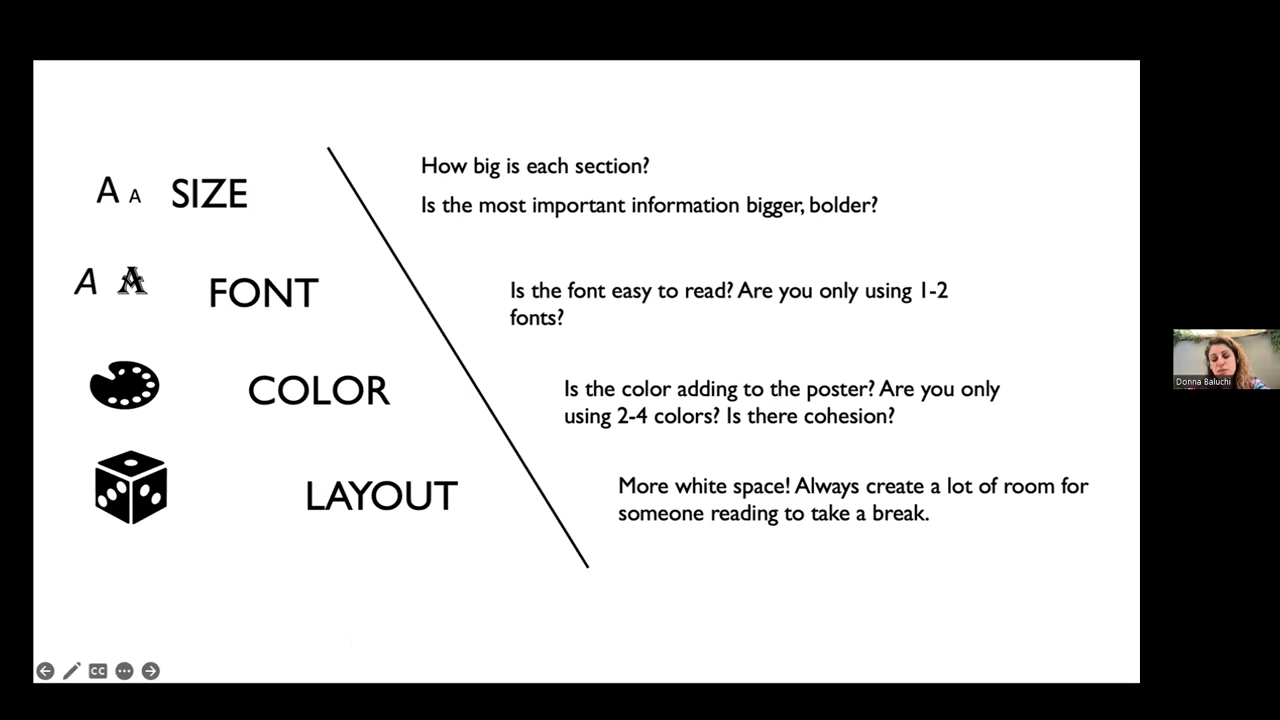 A A SIZE
How big is each section?
Is the most important information bigger, bolder?
A A FONT
Is the font easy to read? Are you only using 1-2
fonts?
COLOR
Is the color adding to the poster? Are you only
using 2-4 colors? Is there cohesion?
LAYOUT
More white space! Always create a lot of room for
someone reading to take a break.
Donna Baluchi
CC